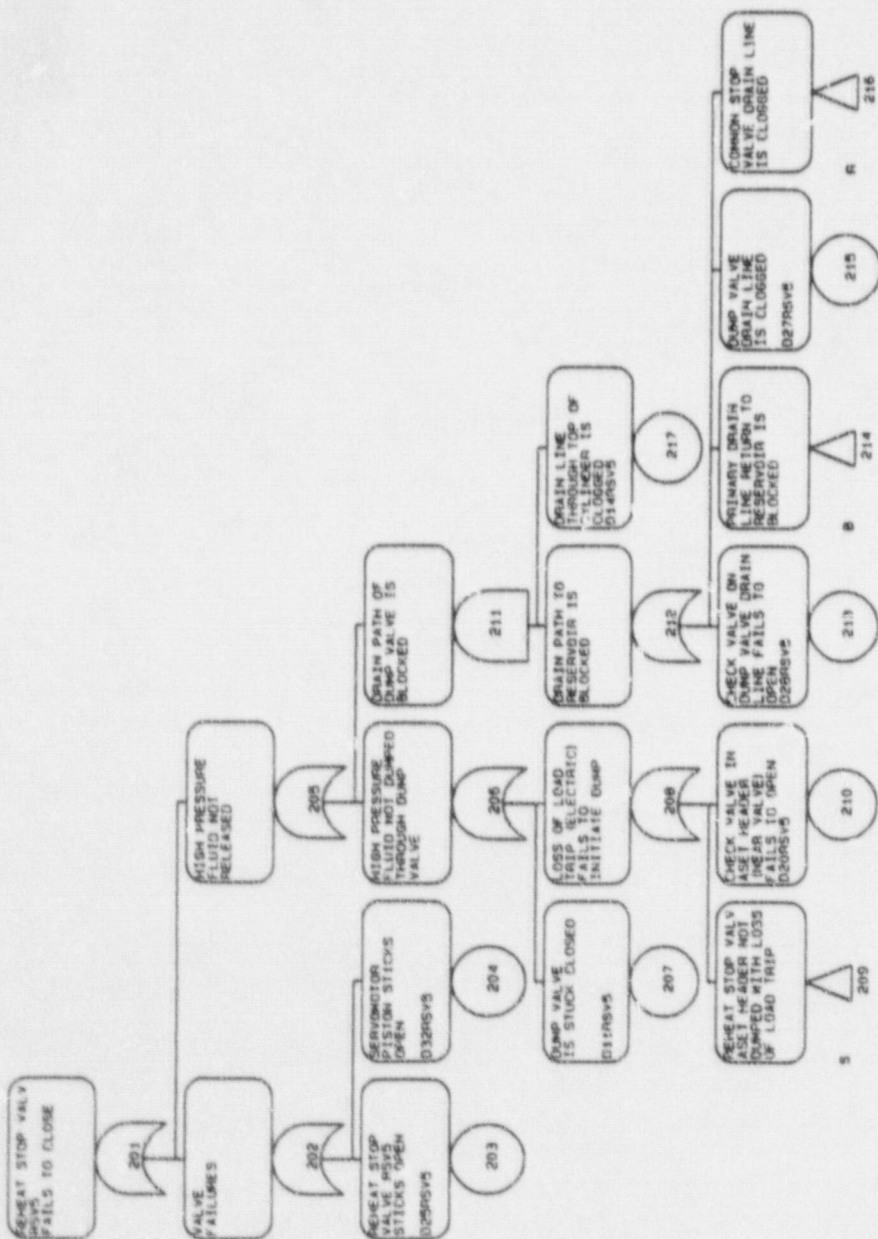 REHEAT STOP VALV
RSV5
FAILS TO CLOSE
201
VALVE
FAILURES
202
HIGH PRESSURE
FLUID NOT
RELEASED
205
REHEAT STOP
VALVE RSV5
STICKS OPEN
D25RSV5
203
SERVOMOTOR
PISTON STICKS
OPEN
D32RSV5
204
HIGH PRESSURE
FLUID NOT DUMPED
THROUGH DUMP
VALVE
206
DRAIN PATH OF
DUMP VALVE IS
BLOCKED
211
DUMP VALVE
IS STUCK CLOSED
D11RSV5
207
LOSS OF LOAD
TRIP (ELECTRIC)
FAILS TO
INITIATE DUMP
208
DRAIN PATH TO
RESERVOIR IS
BLOCKED
212
DRAIN LINE
THROUGH TOP OF
CYLINDER IS
CLOGGED
D14RSV5
217
REHEAT STOP VALV
ASET HEADER NOT
DUMPED WITH LOSS
OF LOAD TRIP
S
209
CHECK VALVE IN
ASET HEADER
(NEAR VALVE)
FAILS TO OPEN
D20RSV5
210
CHECK VALVE ON
DUMP VALVE DRAIN
LINE FAILS TO
OPEN
213
PRIMARY DRAIN
LINE RETURN TO
RESERVOIR IS
BLOCKED
214
DUMP VALVE
DRAIN LINE
IS CLOGGED
D27RSV5
215
COMMON STOP
VALVE DRAIN LINE
IS CLOGGED
216